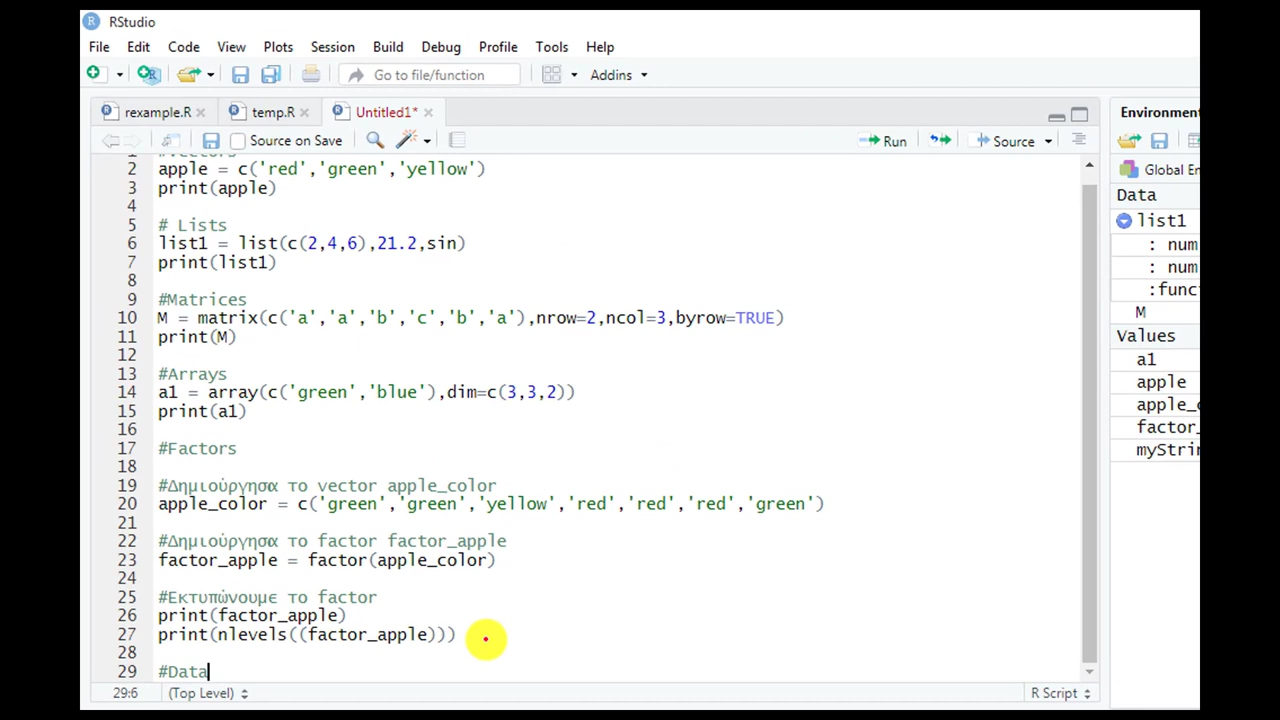 RStudio
File Edit Code View Plots Session Build Debug Profile Tools Help
Go to file/function Addins
rexample.R temp.R Untitled1*
Source on Save Run Source
1 #Vectors
2 apple = c('red','green','yellow')
3 print(apple)
4
5 # Lists
6 list1 = list(c(2,4,6),21.2,sin)
7 print(list1)
8
9 #Matrices
10 M = matrix(c('a','a','b','c','b','a'),nrow=2,ncol=3,byrow=TRUE)
11 print(M)
12
13 #Arrays
14 a1 = array(c('green','blue'),dim=c(3,3,2))
15 print(a1)
16
17 #Factors
18
19 #Δημιούργησα το vector apple_color
20 apple_color = c('green','green','yellow','red','red','red','green')
21
22 #Δημιούργησα το factor factor_apple
23 factor_apple = factor(apple_color)
24
25 #Εκτυπώνουμε το factor
26 print(factor_apple)
27 print(nlevels((factor_apple)))
28
29 #Data
29:6 (Top Level) R Script
Environment
Global En
Data
list1
: num
: num
:func
M
Values
a1
apple
apple_c
factor_
myStrin